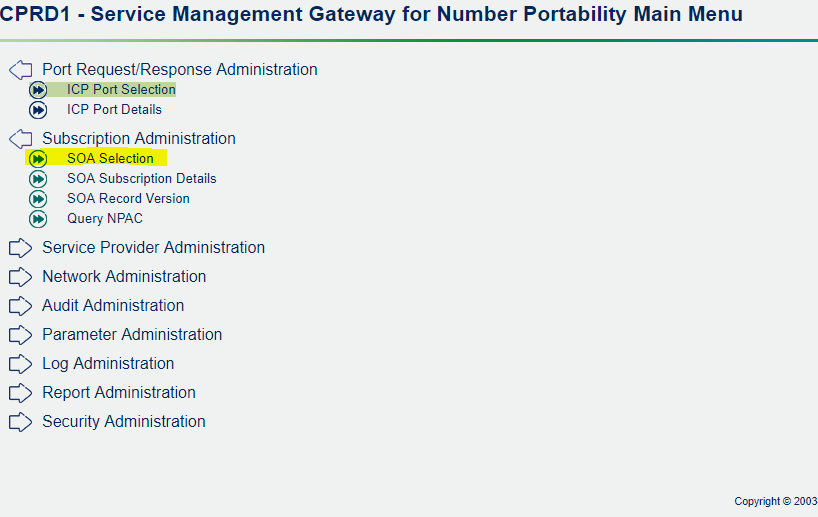 CPRD1 - Service Management Gateway for Number Portability Main Menu
Port Request/Response Administration
ICP Port Selection
ICP Port Details
Subscription Administration
SOA Selection
SOA Subscription Details
SOA Record Version
Query NPAC
Service Provider Administration
Network Administration
Audit Administration
Parameter Administration
Log Administration
Report Administration
Security Administration
Copyright © 2003